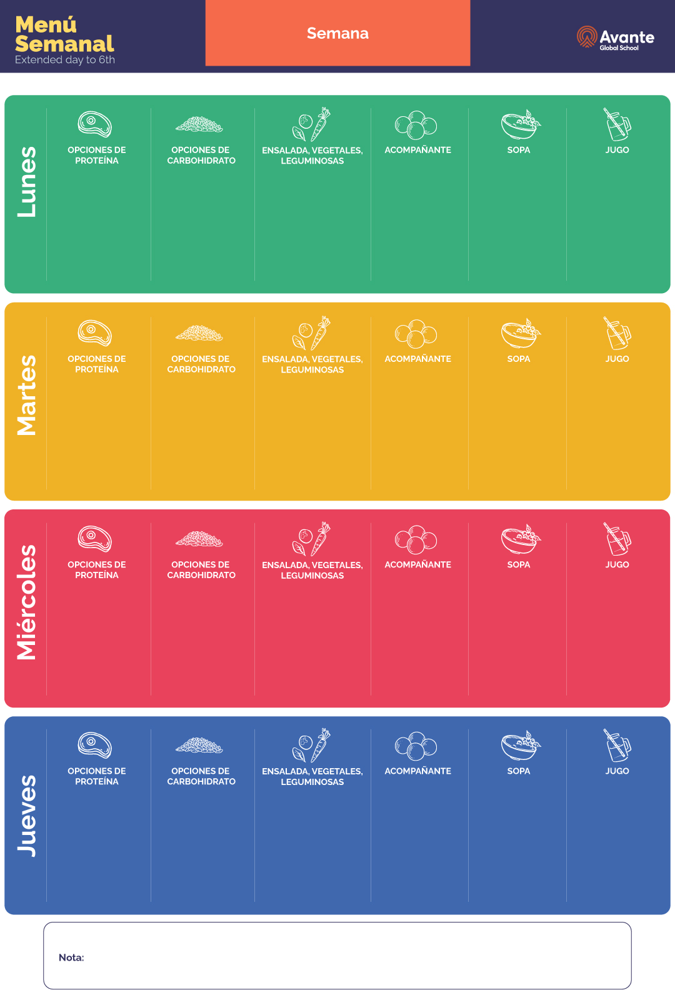 Menú
Semanal
Extended day to 6th
Semana
Avante
Global School
Lunes
OPCIONES DE
PROTEÍNA
OPCIONES DE
CARBOHIDRATO
ENSALADA, VEGETALES,
LEGUMINOSAS
ACOMPAÑANTE
SOPA
JUGO
Martes
OPCIONES DE
PROTEÍNA
OPCIONES DE
CARBOHIDRATO
ENSALADA, VEGETALES,
LEGUMINOSAS
ACOMPAÑANTE
SOPA
JUGO
Miércoles
OPCIONES DE
PROTEÍNA
OPCIONES DE
CARBOHIDRATO
ENSALADA, VEGETALES,
LEGUMINOSAS
ACOMPAÑANTE
SOPA
JUGO
Jueves
OPCIONES DE
PROTEÍNA
OPCIONES DE
CARBOHIDRATO
ENSALADA, VEGETALES,
LEGUMINOSAS
ACOMPAÑANTE
SOPA
JUGO
Nota: